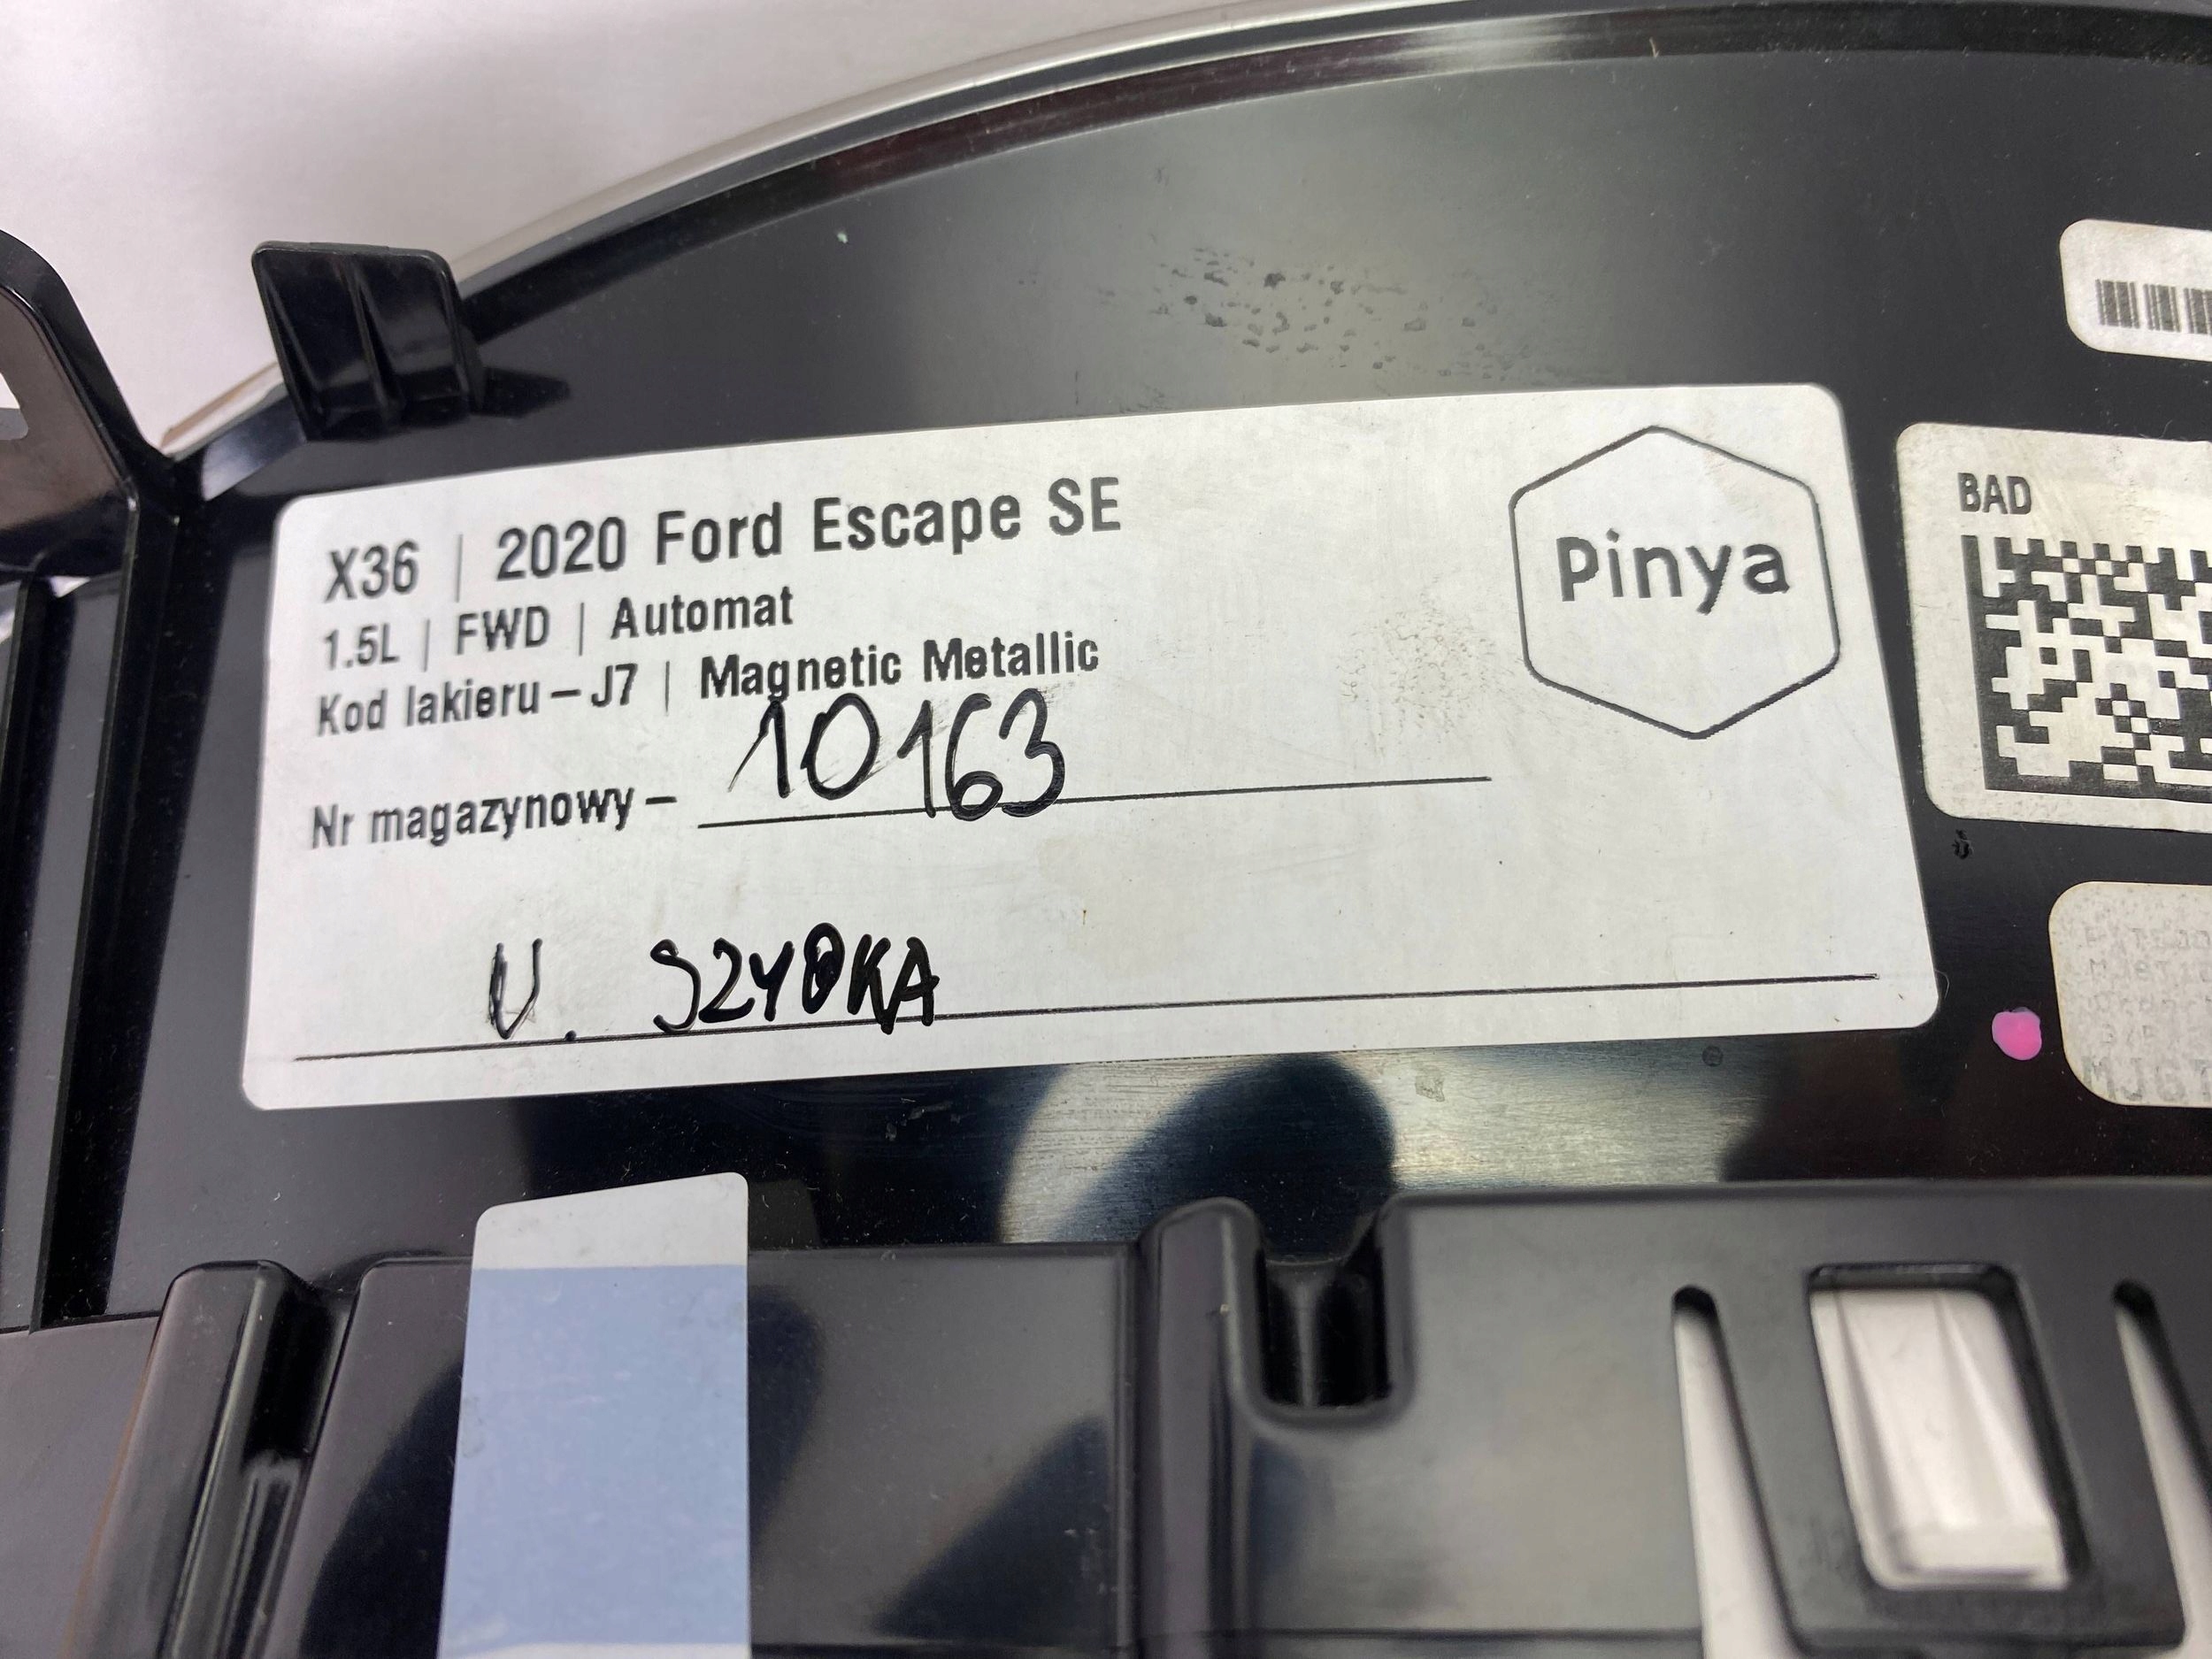 X36 | 2020 Ford Escape SE
1.5L | FWD | Automat
Kod lakieru – J7 | Magnetic Metallic
Nr magazynowy – 10163
Pinya
BAD